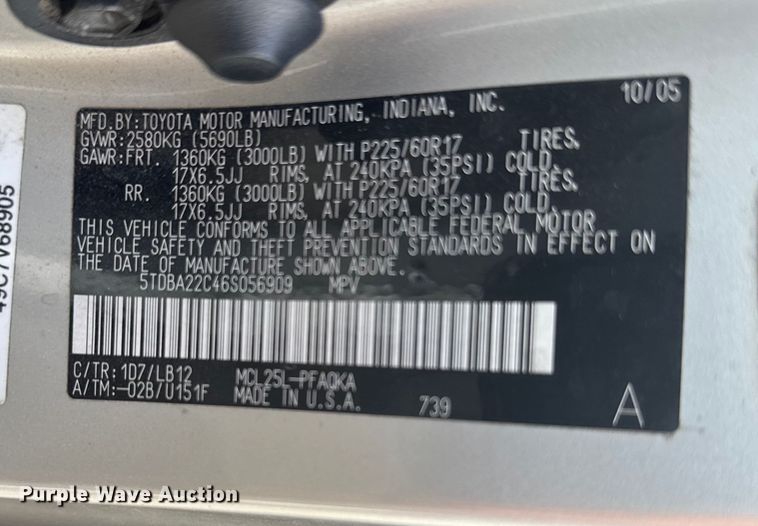 MFD.BY:TOYOTA MOTOR MANUFACTURING, INDIANA, INC. 10/05
GVWR:2580KG (5690LB)
GAWR:FRT. 1360KG (3000LB) WITH P225/60R17 TIRES,
17X6.5JJ RIMS, AT 240KPA (35PSI) COLD.
RR. 1360KG (3000LB) WITH P225/60R17 TIRES,
17X6.5JJ RIMS, AT 240KPA (35PSI) COLD.
THIS VEHICLE CONFORMS TO ALL APPLICABLE FEDERAL MOTOR
VEHICLE SAFETY AND THEFT PREVENTION STANDARDS IN EFFECT ON
THE DATE OF MANUFACTURE SHOWN ABOVE.
5TDBA22C46S056909 MPV
C/TR:1D7/LB12 MCL25L-PFAQKA
A/TM:-02B/U151F MADE IN U.S.A. 739 A
49C7V68905
Purple Wave Auction